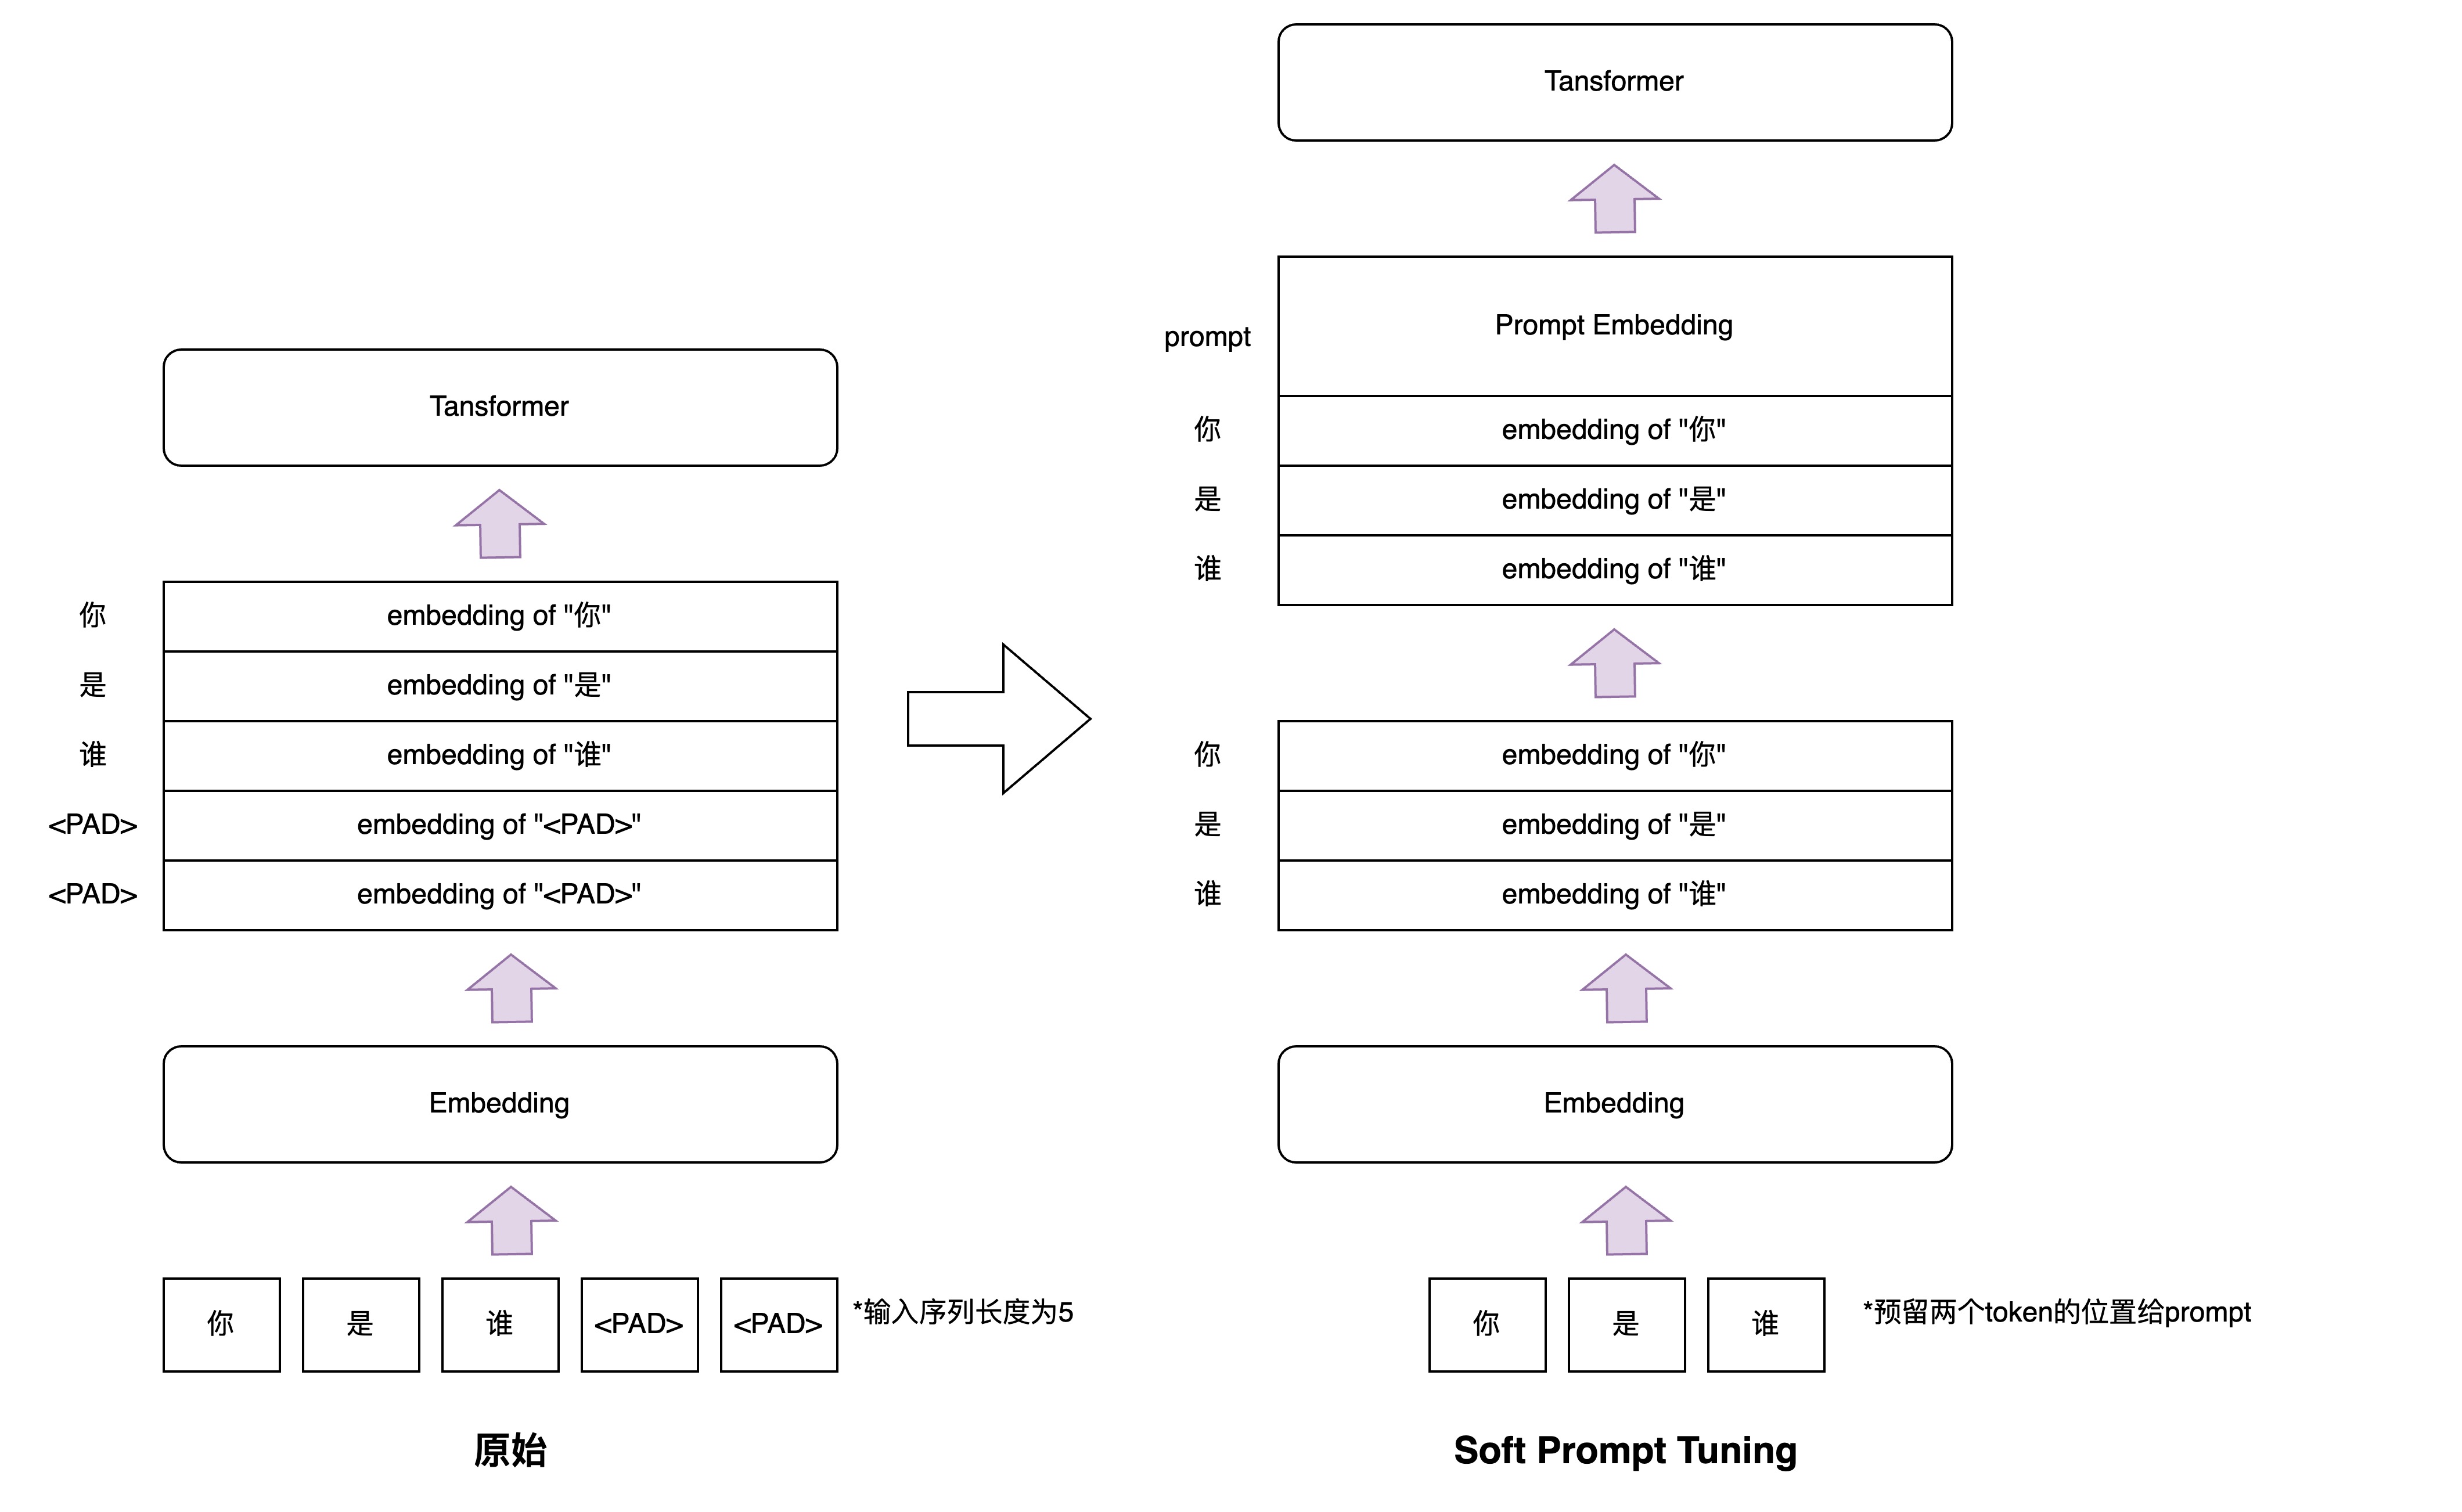 Tansformer
你
embedding of "你"
是
embedding of "是"
谁
embedding of "谁"
<PAD>
embedding of "<PAD>"
<PAD>
embedding of "<PAD>"
Embedding
你 是 谁 <PAD> <PAD>
*输入序列长度为5
原始
Tansformer
prompt
Prompt Embedding
你
embedding of "你"
是
embedding of "是"
谁
embedding of "谁"
你
embedding of "你"
是
embedding of "是"
谁
embedding of "谁"
Embedding
你 是 谁
*预留两个token的位置给prompt
Soft Prompt Tuning